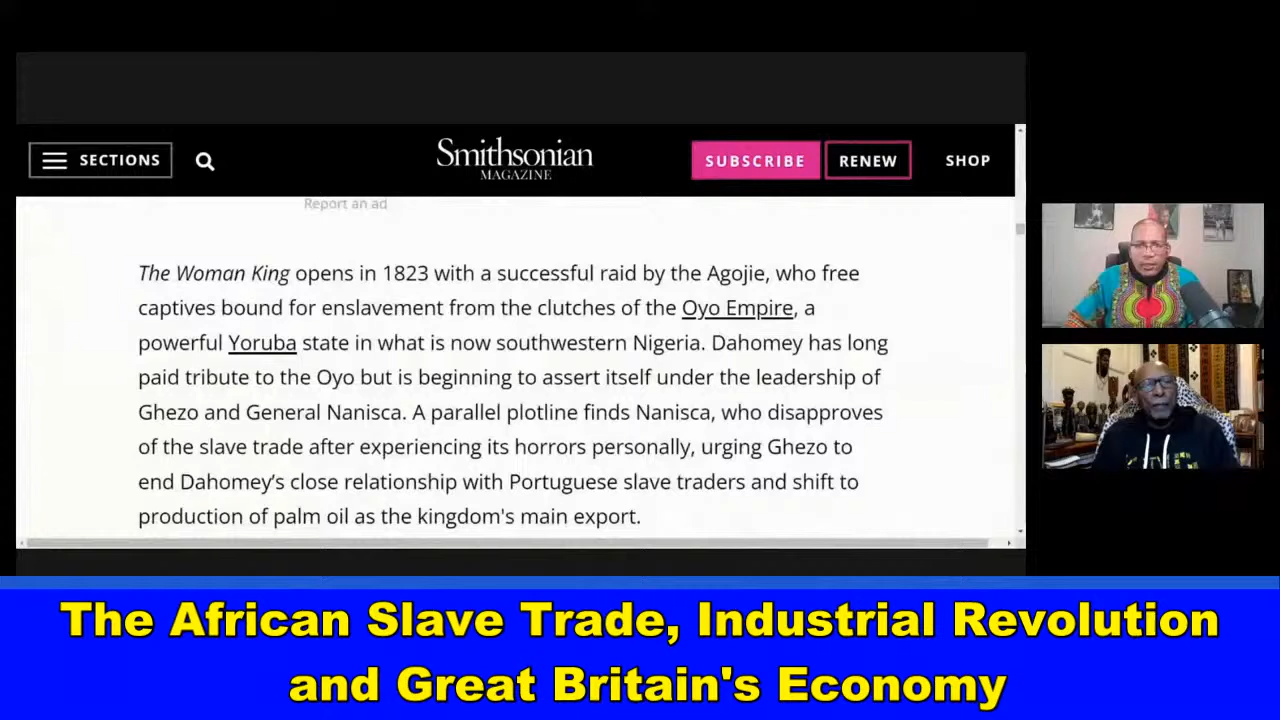 SECTIONS
Smithsonian
MAGAZINE
SUBSCRIBE
RENEW
SHOP
Report an ad
The Woman King opens in 1823 with a successful raid by the Agojie, who free
captives bound for enslavement from the clutches of the Oyo Empire, a
powerful Yoruba state in what is now southwestern Nigeria. Dahomey has long
paid tribute to the Oyo but is beginning to assert itself under the leadership of
Ghezo and General Nanisca. A parallel plotline finds Nanisca, who disapproves
of the slave trade after experiencing its horrors personally, urging Ghezo to
end Dahomey’s close relationship with Portuguese slave traders and shift to
production of palm oil as the kingdom's main export.
The African Slave Trade, Industrial Revolution
and Great Britain's Economy